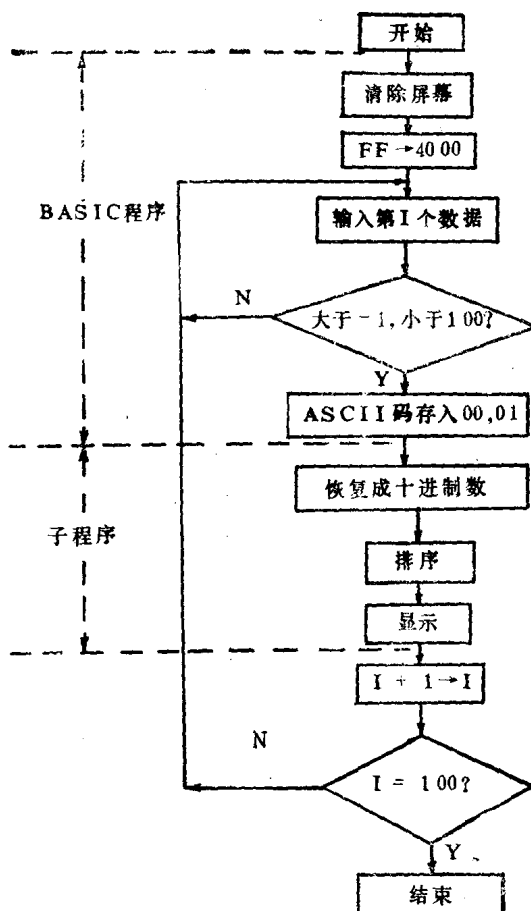 开始
清除屏幕
FF→4000
BASIC程序
输入第I个数据
N
大于-1,小于100?
Y
ASCII码存入00,01
恢复成十进制数
子程序
排序
显示
I + 1→I
N
I = 100?
Y
结束